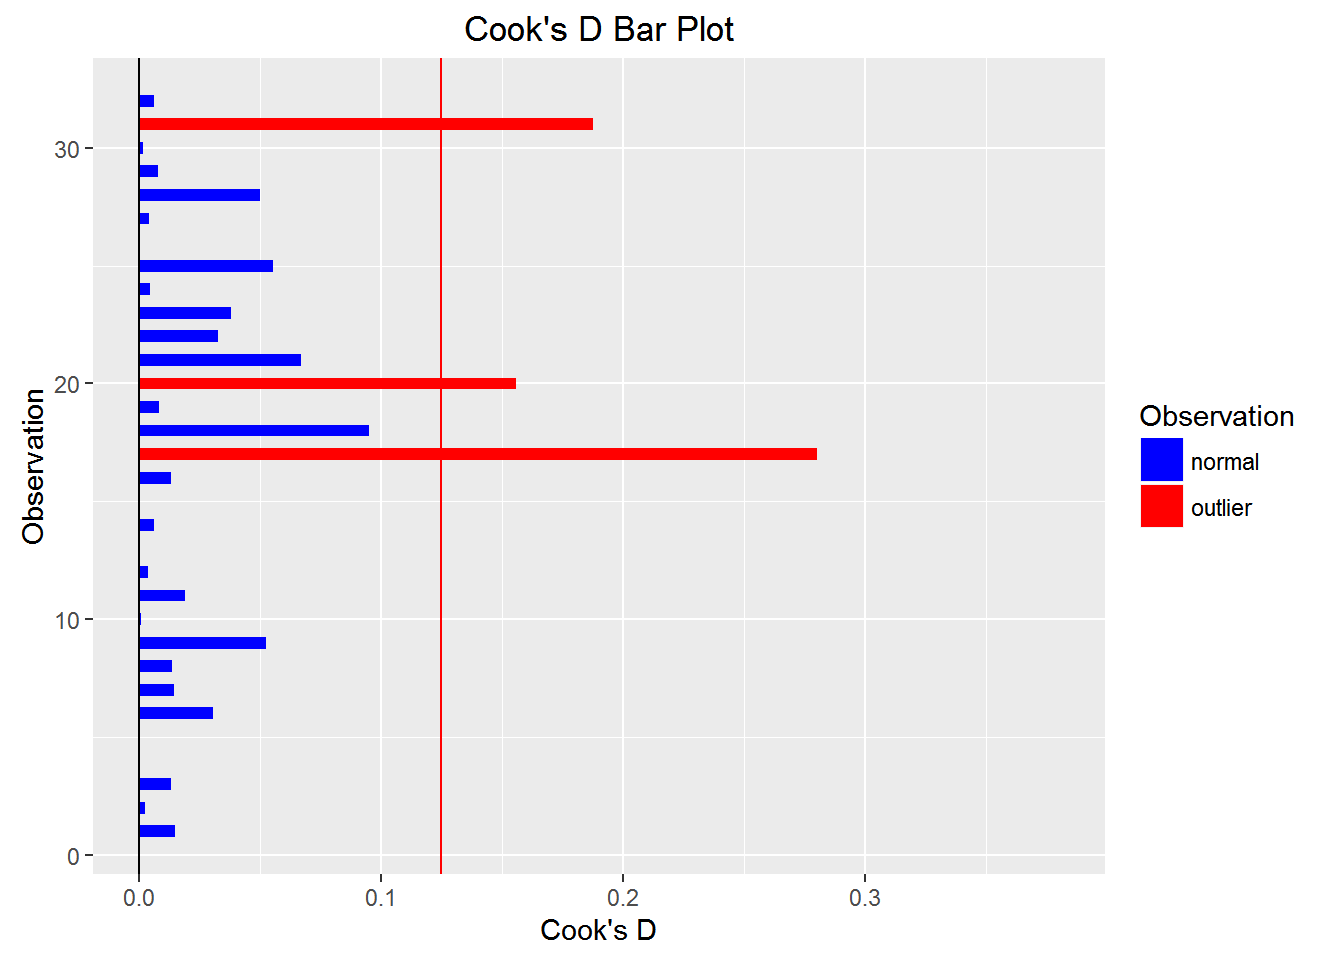 Cook's D Bar Plot
Observation
30
20
10
0
0.0 0.1 0.2 0.3
Cook's D
Observation
normal
outlier